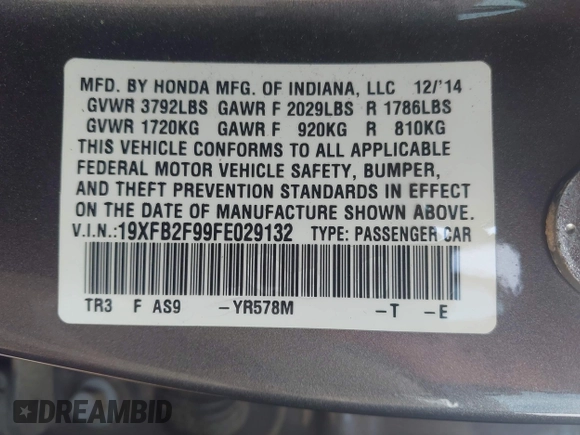 MFD. BY HONDA MFG. OF INDIANA, LLC 12/'14
GVWR 3792LBS GAWR F 2029LBS R 1786LBS
GVWR 1720KG GAWR F 920KG R 810KG
THIS VEHICLE CONFORMS TO ALL APPLICABLE
FEDERAL MOTOR VEHICLE SAFETY, BUMPER,
AND THEFT PREVENTION STANDARDS IN EFFECT
ON THE DATE OF MANUFACTURE SHOWN ABOVE.
V.I.N.:19XFB2F99FE029132 TYPE: PASSENGER CAR
TR3 F AS9 -YR578M -T -E
DREAMBID